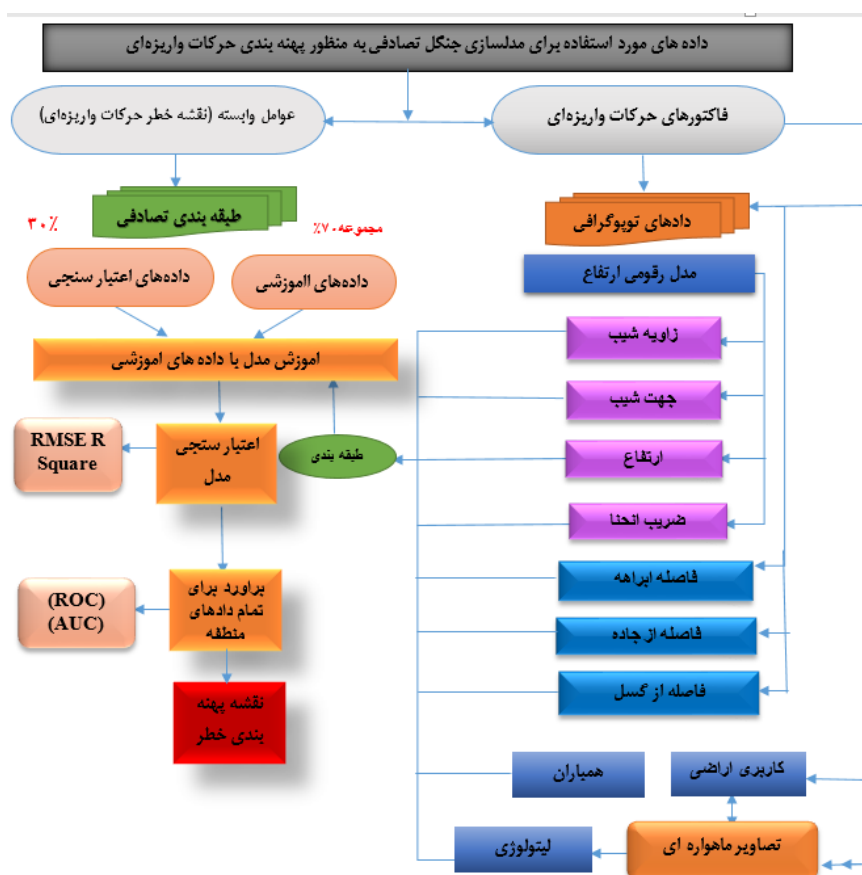 داده های مورد استفاده برای مدلسازی جنگل تصادفی به منظور پهنه بندی حرکات واریزه‌ای
فاکتورهای حرکات واریزه‌ای
عوامل وابسته (نقشه خطر حرکات واریزه‌ای)
دادهای توپوگرافی
طبقه بندی تصادفی
مجموعه۷۰٪
۳۰٪
مدل رقومی ارتفاع
داده‌های ااموزشی
داده‌های اعتبار سنجی
زاویه شیب
اموزش مدل با داده های اموزشی
جهت شیب
ارتفاع
طبقه بندی
اعتبار سنجی
مدل
RMSE R
Square
ضریب انحنا
فاصله ابراهه
براورد برای
تمام دادهای
منطقه
(ROC)
(AUC)
فاصله از جاده
فاصله از گسل
نقشه پهنه
بندی خطر
کاربری اراضی
همباران
تصاویر ماهواره ای
لیتولوژی